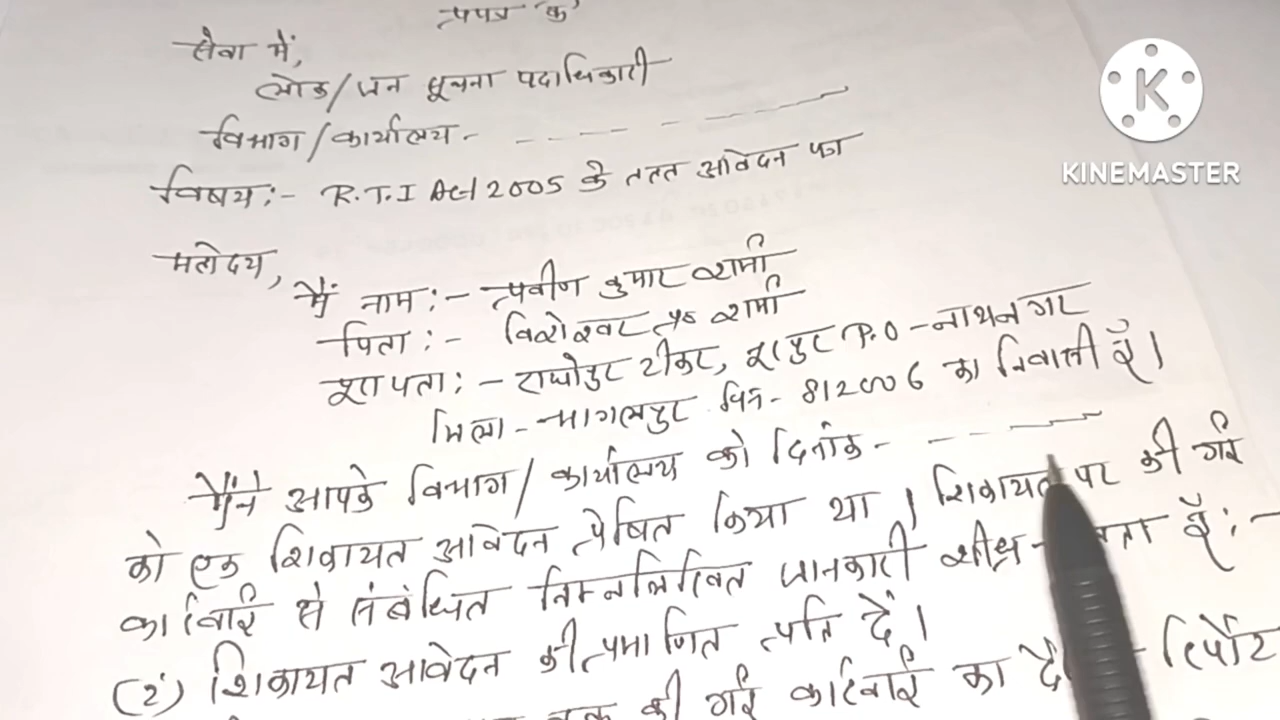 प्रपत्र 'क'
सेवा में,
लोक/जन सूचना पदाधिकारी
विभाग/कार्यालय-
विषय:- R.T.I Act 2005 के तहत आवेदन पत्र
महोदय,
मैं नाम:- प्रवीण कुमार शर्मा
पिता:- विशेश्वर प्र० शर्मा
पूरा पता:- राघोपुर टीकर, P.O - नाथनगर
जिला - भागलपुर पिन - 812006 का निवासी हूँ।
मैंने आपके विभाग/कार्यालय को दिनांक-
को एक शिकायत आवेदन प्रेषित किया था। शिकायत पर की गई
कार्रवाई से संबंधित निम्नलिखित जानकारी शीघ्र हूँ:-
शिकायत आवेदन की प्रमाणित प्रति दें।
की गई कार्रवाई का रिपोर्ट
K
KINEMASTER